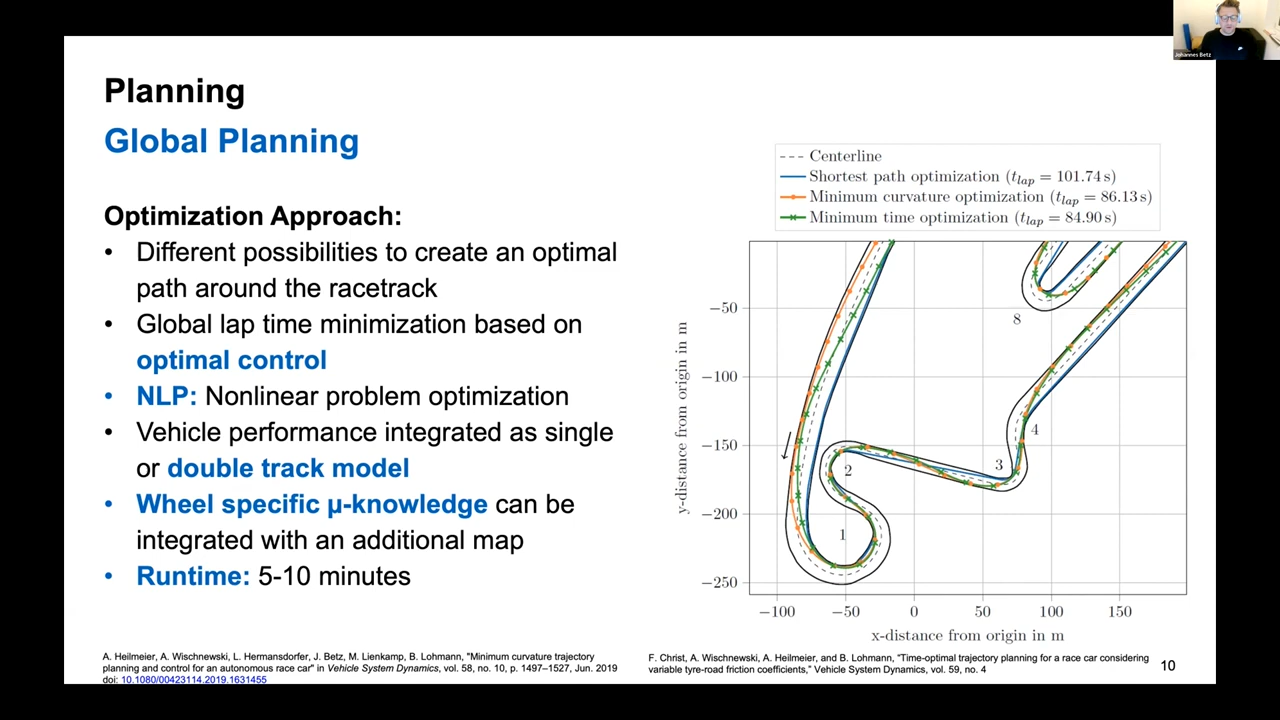 Johannes Betz
Planning
Global Planning
Optimization Approach:
• Different possibilities to create an optimal
path around the racetrack
• Global lap time minimization based on
optimal control
• NLP: Nonlinear problem optimization
• Vehicle performance integrated as single
or double track model
• Wheel specific µ-knowledge can be
integrated with an additional map
• Runtime: 5-10 minutes
Centerline
Shortest path optimization (t_lap = 101.74 s)
Minimum curvature optimization (t_lap = 86.13 s)
Minimum time optimization (t_lap = 84.90 s)
y-distance from origin in m
−50
−100
−150
−200
−250
8
4
3
2
1
−100 −50 0 50 100 150
x-distance from origin in m
A. Heilmeier, A. Wischnewski, L. Hermansdorfer, J. Betz, M. Lienkamp, B. Lohmann, "Minimum curvature trajectory
planning and control for an autonomous race car" in Vehicle System Dynamics, vol. 58, no. 10, p. 1497–1527, Jun. 2019
doi: 10.1080/00423114.2019.1631455
F. Christ, A. Wischnewski, A. Heilmeier, and B. Lohmann, "Time-optimal trajectory planning for a race car considering
variable tyre-road friction coefficients," Vehicle System Dynamics, vol. 59, no. 4
10